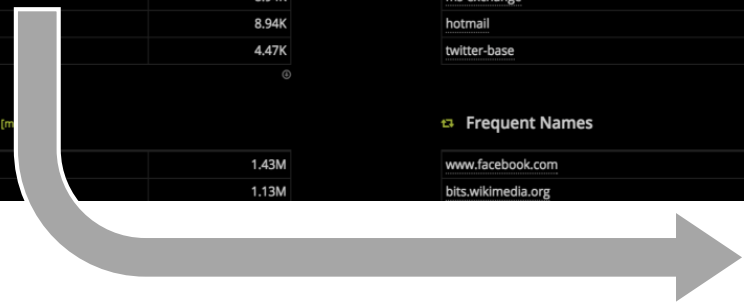 8.94K hotmail
4.47K twitter-base
[m
Frequent Names
1.43M www.facebook.com
1.13M bits.wikimedia.org